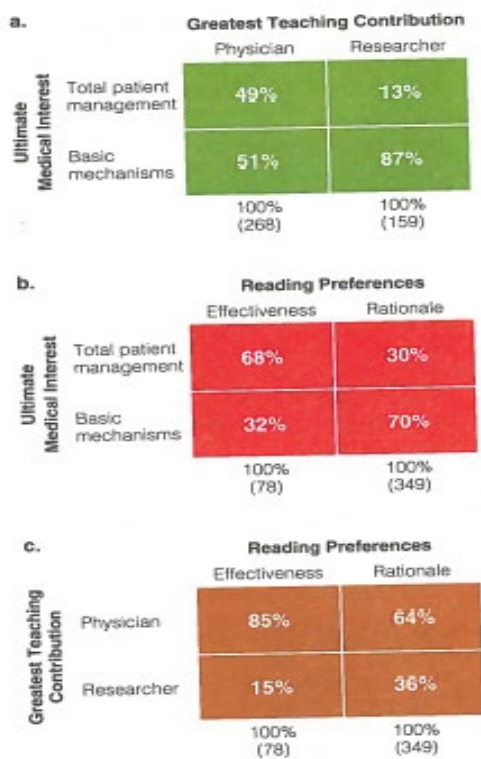 a.
Greatest Teaching Contribution
Physician Researcher
Ultimate
Medical Interest
Total patient
management
49% 13%
Basic
mechanisms
51% 87%
100% 100%
(268) (159)
b.
Reading Preferences
Effectiveness Rationale
Ultimate
Medical Interest
Total patient
management
68% 30%
Basic
mechanisms
32% 70%
100% 100%
(78) (349)
c.
Reading Preferences
Effectiveness Rationale
Greatest Teaching
Contribution
Physician
85% 64%
Researcher
15% 36%
100% 100%
(78) (349)